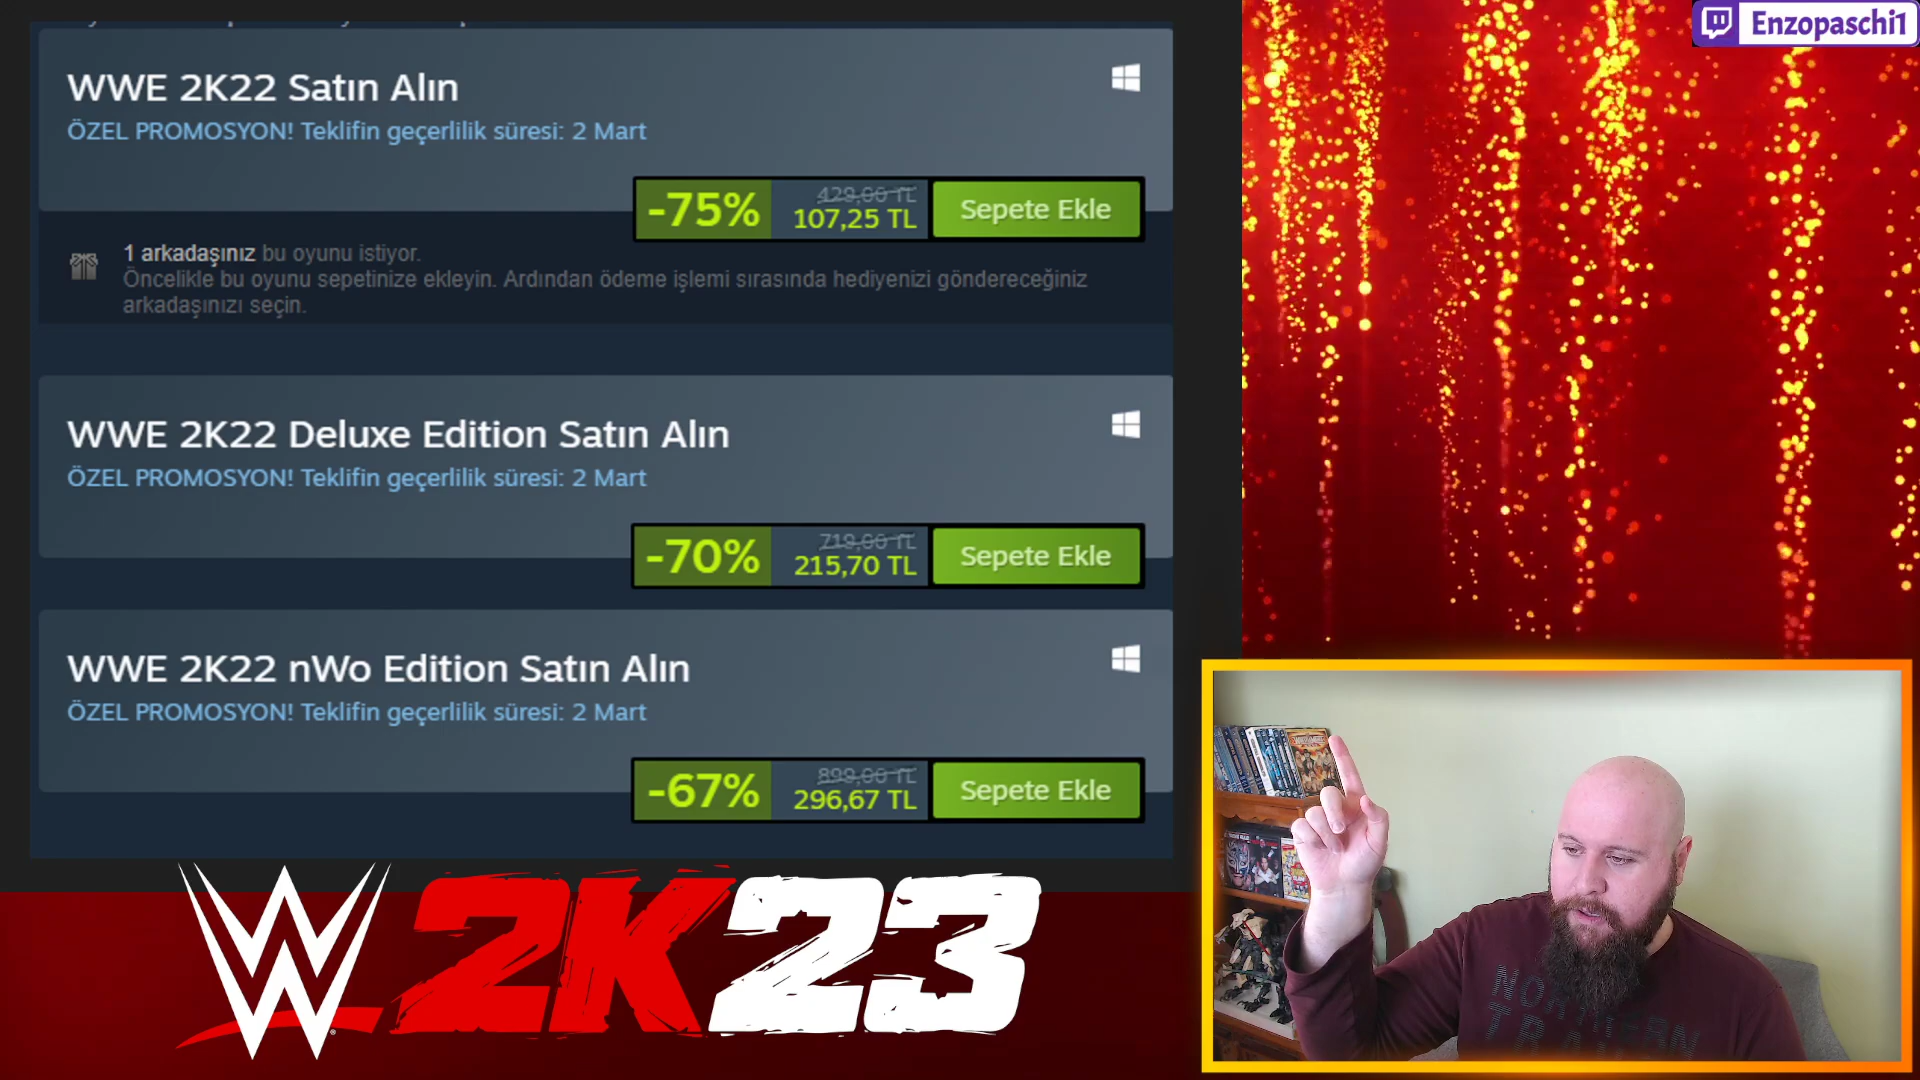 Enzopaschi1
WWE 2K22 Satın Alın
ÖZEL PROMOSYON! Teklifin geçerlilik süresi: 2 Mart
-75%
429,00 TL
107,25 TL
Sepete Ekle
1 arkadaşınız bu oyunu istiyor.
Öncelikle bu oyunu sepetinize ekleyin. Ardından ödeme işlemi sırasında hediyenizi göndereceğiniz
arkadaşınızı seçin.
WWE 2K22 Deluxe Edition Satın Alın
ÖZEL PROMOSYON! Teklifin geçerlilik süresi: 2 Mart
-70%
719,00 TL
215,70 TL
Sepete Ekle
WWE 2K22 nWo Edition Satın Alın
ÖZEL PROMOSYON! Teklifin geçerlilik süresi: 2 Mart
-67%
899,00 TL
296,67 TL
Sepete Ekle
W 2K23